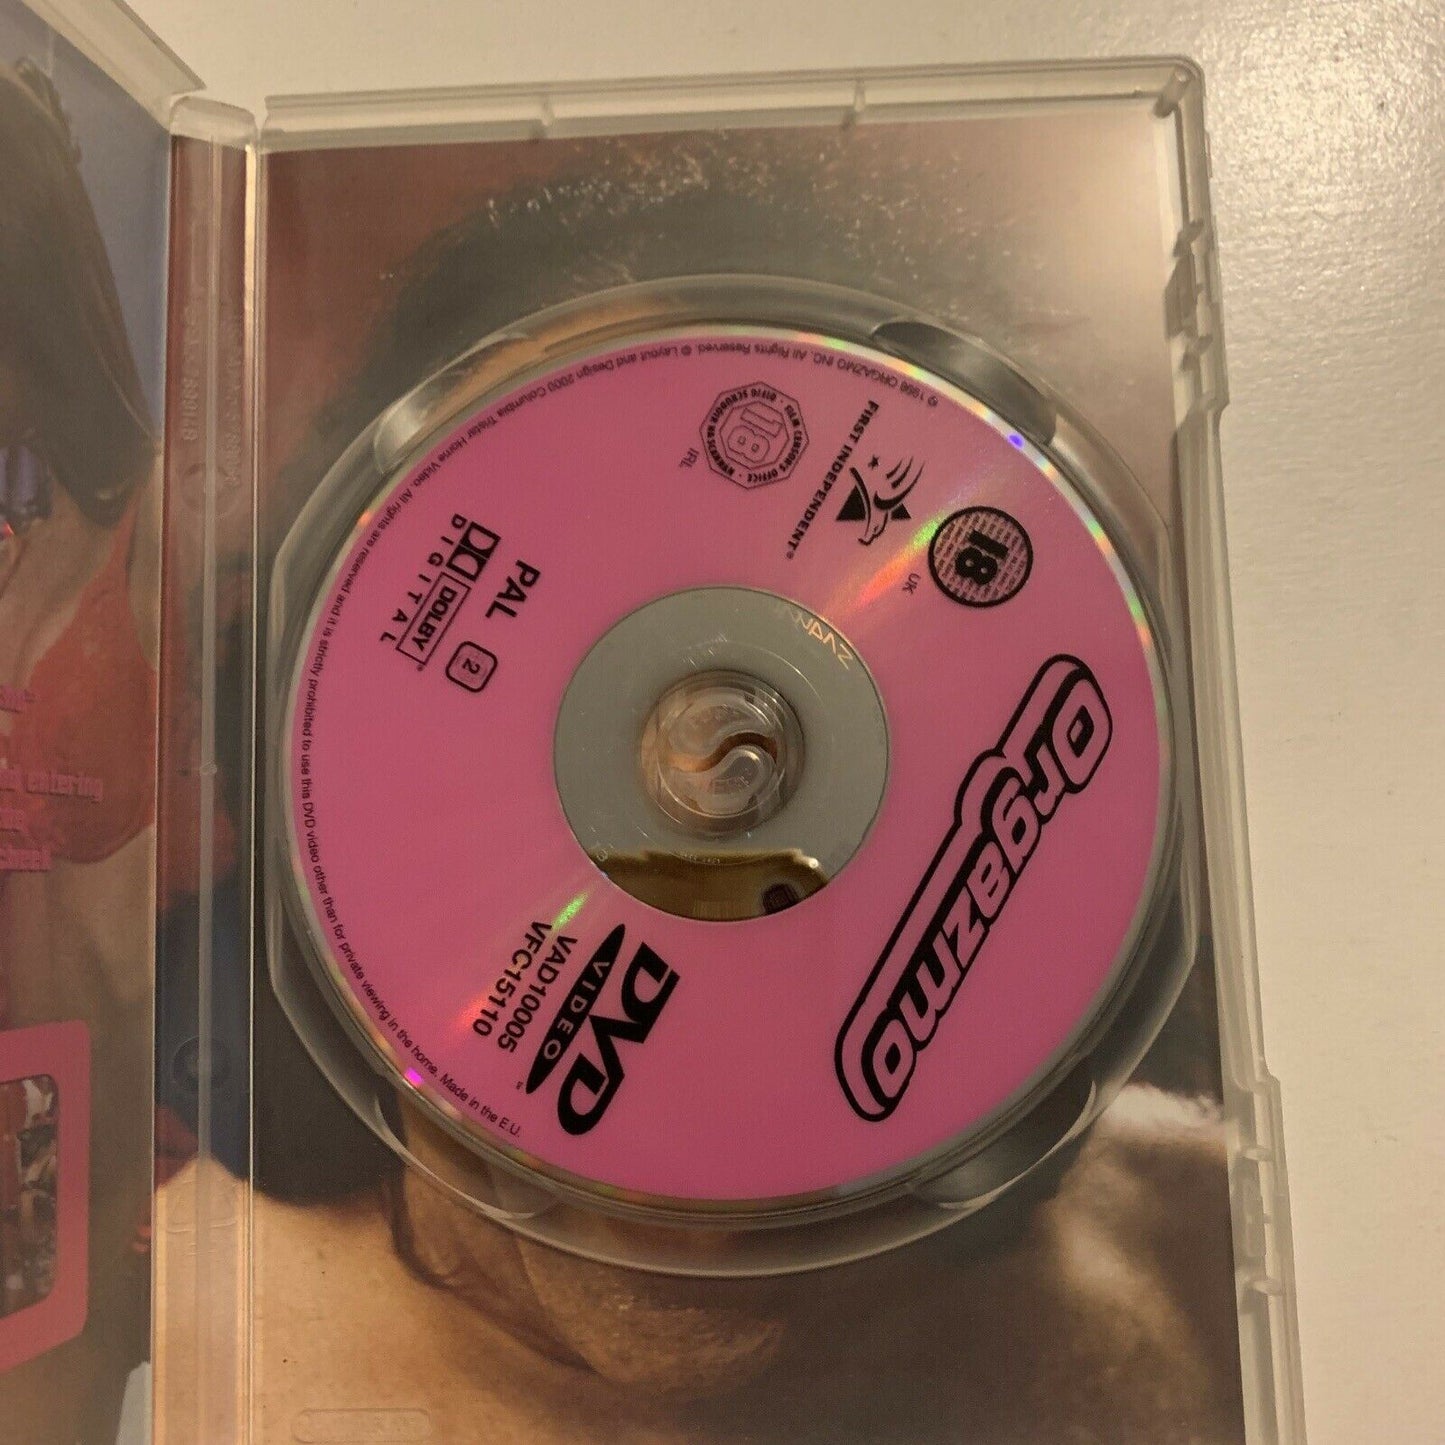 Orgazmo
18
UK
FIRST INDEPENDENT®
18
IRL
PAL
2
DOLBY
DIGITAL
DVD
VIDEO
VAD10005
VFC15110
Orgazmo Inc. All Rights Reserved. © Layout and Design 2000 Columbia Tristar Home Video. All rights are reserved and it is strictly prohibited to use this DVD video other than for private viewing in the home. Made in the E.U.
entering